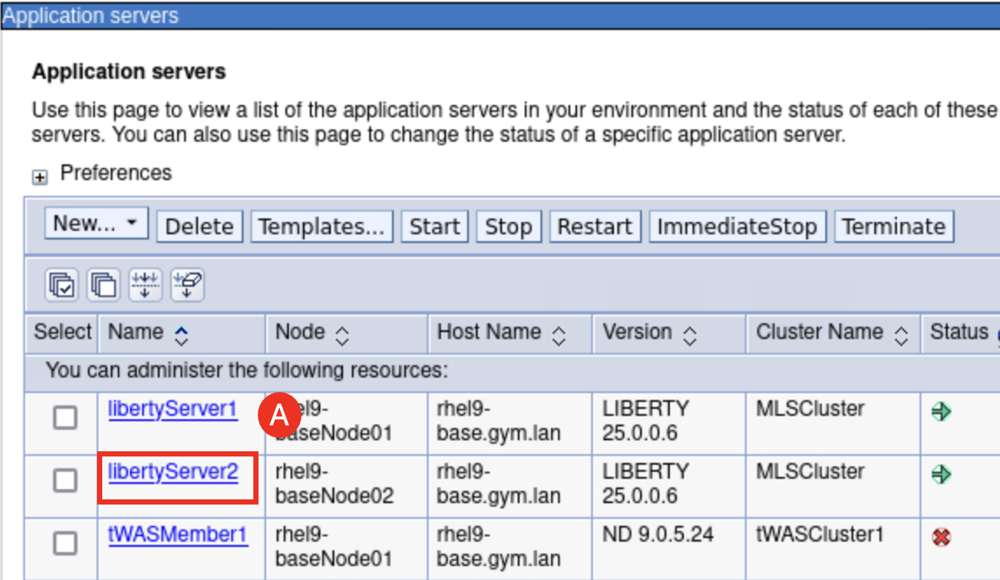 Application servers
Application servers
Use this page to view a list of the application servers in your environment and the status of each of these
servers. You can also use this page to change the status of a specific application server.
Preferences
New... Delete Templates... Start Stop Restart ImmediateStop Terminate
Select Name Node Host Name Version Cluster Name Status
You can administer the following resources:
libertyServer1 A rhel9- rhel9- LIBERTY MLSCluster
baseNode01 base.gym.lan 25.0.0.6
libertyServer2 rhel9- rhel9- LIBERTY MLSCluster
baseNode02 base.gym.lan 25.0.0.6
tWASMember1 rhel9- rhel9- ND 9.0.5.24 tWASCluster1
baseNode01 base.gym.lan